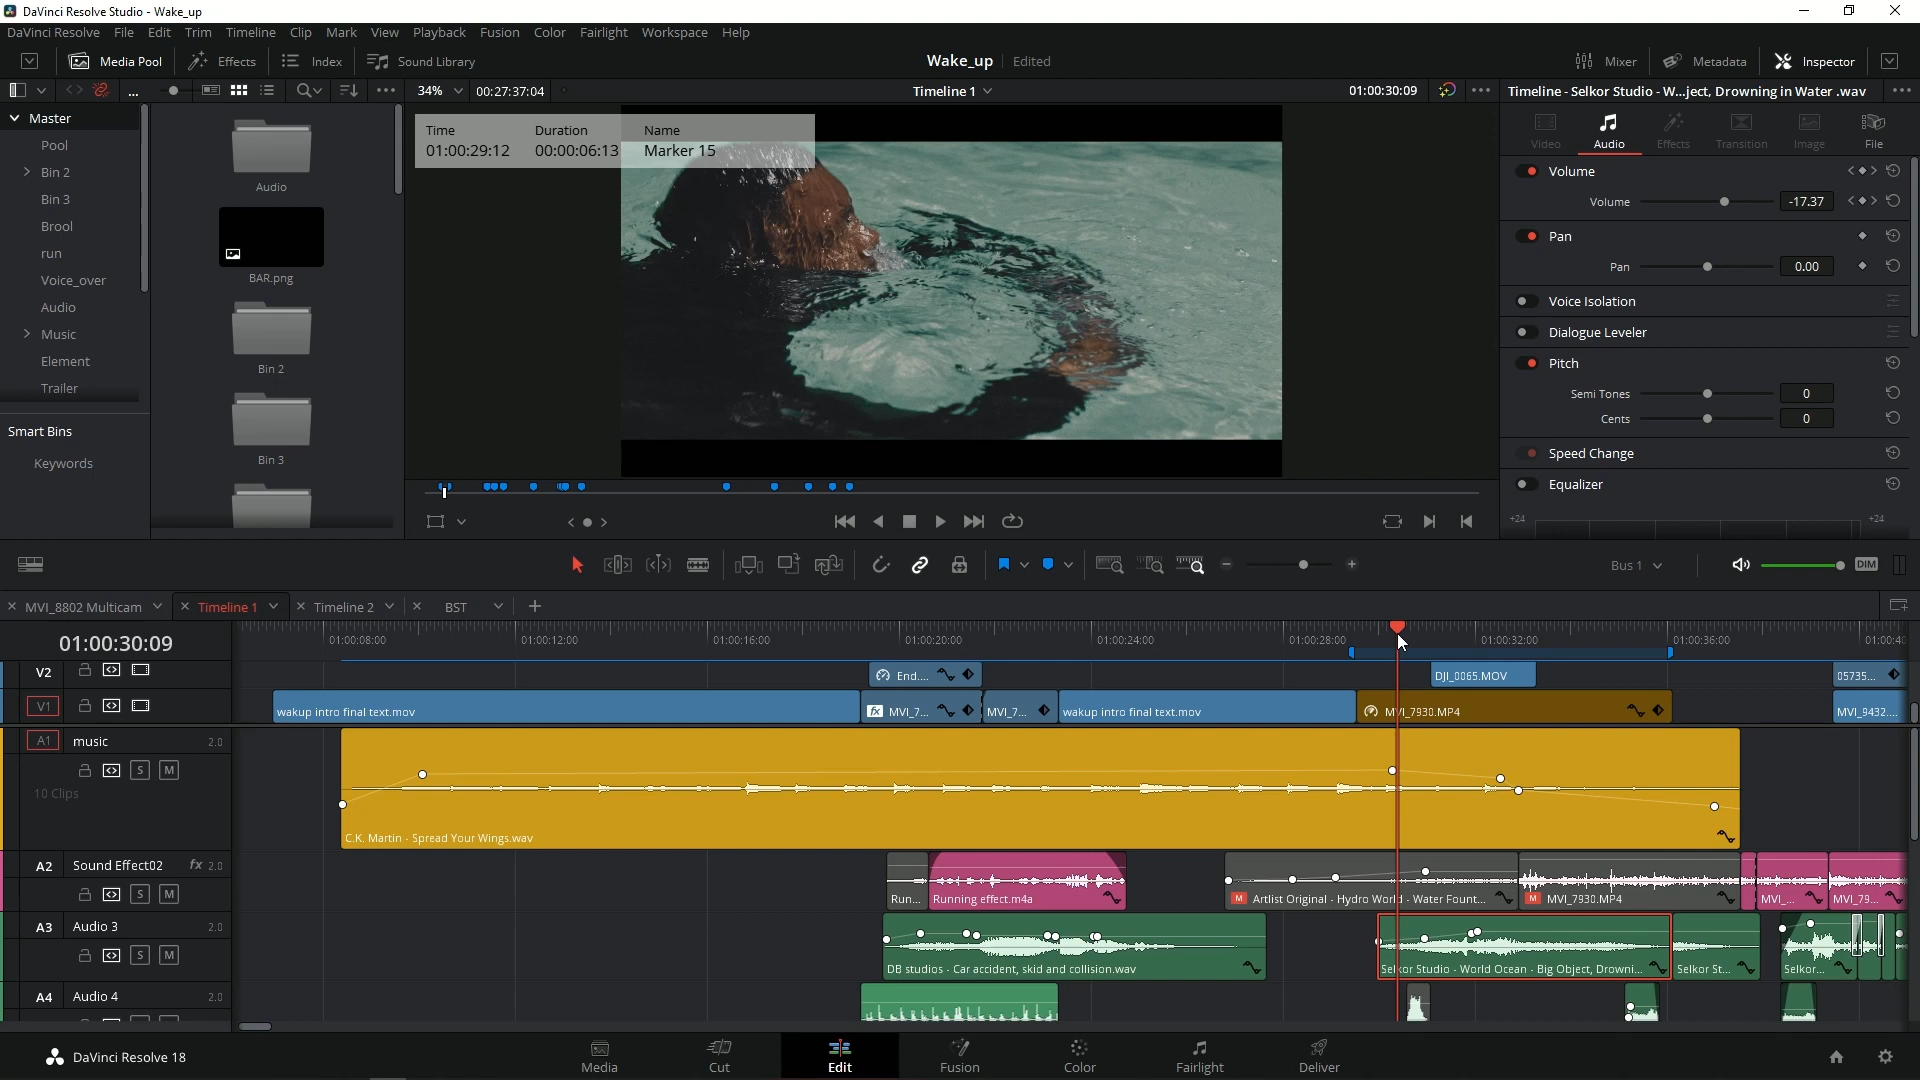 DaVinci Resolve Studio - Wake_up
DaVinci Resolve File Edit Trim Timeline Clip Mark View Playback Fusion Color Fairlight Workspace Help
Media Pool Effects Index Sound Library Wake_up Edited Mixer Metadata Inspector
... 34% 00:27:37:04 Timeline 1 01:00:30:09 Timeline - Selkor Studio - W...ject, Drowning in Water .wav
Master
Pool
Bin 2
Bin 3
Brool
run
Voice_over
Audio
Music
Element
Trailer
Smart Bins
Keywords
Audio
BAR.png
Bin 2
Bin 3
Time Duration Name
01:00:29:12 00:00:06:13 Marker 15
Video Audio Effects Transition Image File
Volume
Volume -17.37
Pan
Pan 0.00
Voice Isolation
Dialogue Leveler
Pitch
Semi Tones 0
Cents 0
Speed Change
Equalizer
+24 +24
Bus 1 DIM
MVI_8802 Multicam Timeline 1 Timeline 2 BST
01:00:30:09 01:00:08:00 01:00:12:00 01:00:16:00 01:00:20:00 01:00:24:00 01:00:28:00 01:00:32:00 01:00:36:00 01:00:40
V2 End.... DJI_0065.MOV 05735...
V1 wakup intro final text.mov fx MVI_7... MVI_7... wakup intro final text.mov MVI_7930.MP4 MVI_9432....
A1 music 2.0
S M
10 Clips
C.K. Martin - Spread Your Wings.wav
A2 Sound Effect02 fx 2.0
S M Run... Running effect.m4a M Artlist Original - Hydro World - Water Fount... M MVI_7930.MP4 MVI_... MVI_79...
A3 Audio 3 2.0
S M
DB studios - Car accident, skid and collision.wav Selkor Studio - World Ocean - Big Object, Drowni... Selkor St... Selkor...
A4 Audio 4 2.0
DaVinci Resolve 18 Media Cut Edit Fusion Color Fairlight Deliver